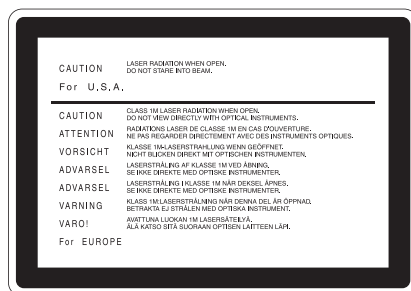 CAUTION LASER RADIATION WHEN OPEN.
DO NOT STARE INTO BEAM.
For U.S.A.
CAUTION CLASS 1M LASER RADIATION WHEN OPEN.
DO NOT VIEW DIRECTLY WITH OPTICAL INSTRUMENTS.
ATTENTION RADIATIONS LASER DE CLASSE 1M EN CAS D'OUVERTURE.
NE PAS REGARDER DIRECTEMENT AVEC DES INSTRUMENTS OPTIQUES.
VORSICHT KLASSE 1M-LASERSTRAHLUNG WENN GEÖFFNET.
NICHT BLICKEN DIREKT MIT OPTISCHEN INSTRUMENTEN.
ADVARSEL LASERSTRÅLING AF KLASSE 1M VED ÅBNING.
SE IKKE DIREKTE MED OPTISKE INSTRUMENTER.
ADVARSEL LASERSTRÅLING I KLASSE 1M NÅR DEKSEL ÅPNES.
SE IKKE DIREKTE MED OPTISKE INSTRUMENTER.
VARNING KLASS 1M:LASERSTRÅLNING NÄR DENNA DEL ÄR ÖPPNAD.
BETRAKTA EJ STRÅLEN MED OPTISKA INSTRUMENT.
VARO! AVATTUNA LUOKAN 1M LASERSÄTEILYÄ.
ÄLÄ KATSO SITÄ SUORAAN OPTISEN LAITTEEN LÄPI.
For EUROPE